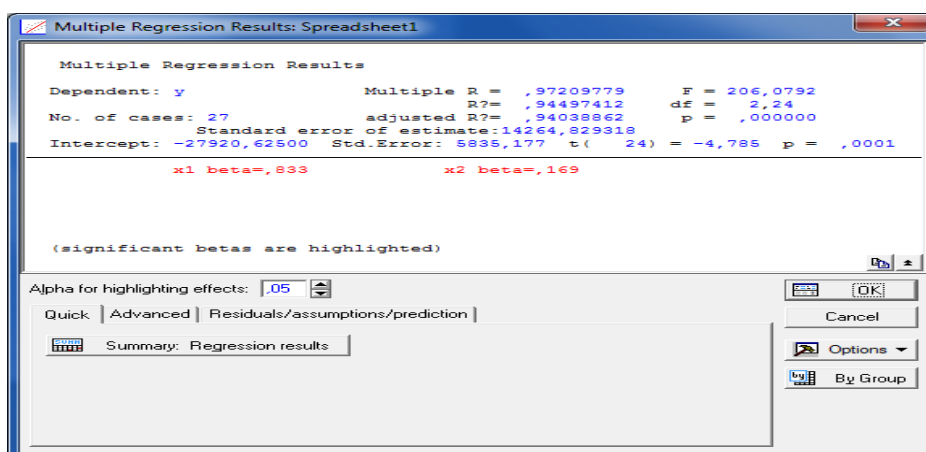 Multiple Regression Results: Spreadsheet1
Multiple Regression Results
Dependent: y Multiple R = ,97209779 F = 206,0792
R?= ,94497412 df = 2,24
No. of cases: 27 adjusted R?= ,94038862 p = ,000000
Standard error of estimate:14264,829318
Intercept: -27920,62500 Std.Error: 5835,177 t( 24) = -4,785 p = ,0001
x1 beta=,833 x2 beta=,169
(significant betas are highlighted)
Alpha for highlighting effects: ,05
OK
Quick Advanced Residuals/assumptions/prediction
Cancel
Summary: Regression results
Options
By Group